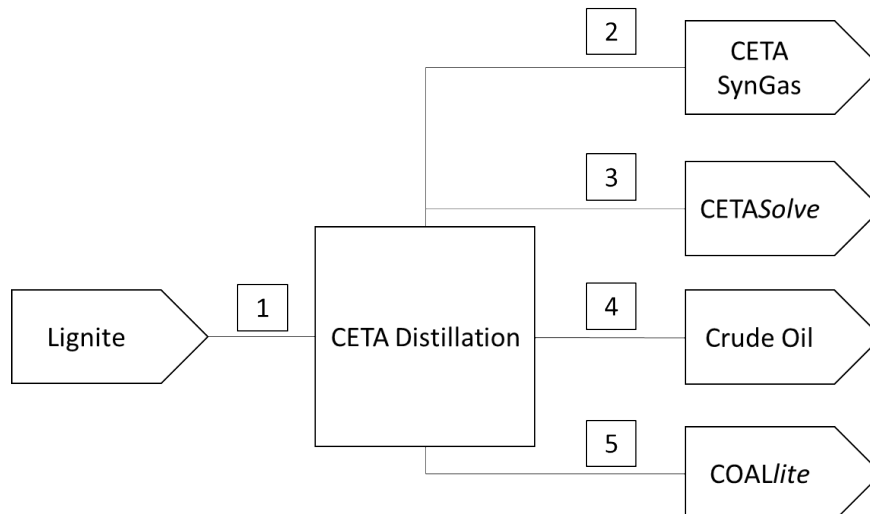 2
CETA
SynGas
3
CETASolve
1
Lignite
CETA Distillation
4
Crude Oil
5
COALlite